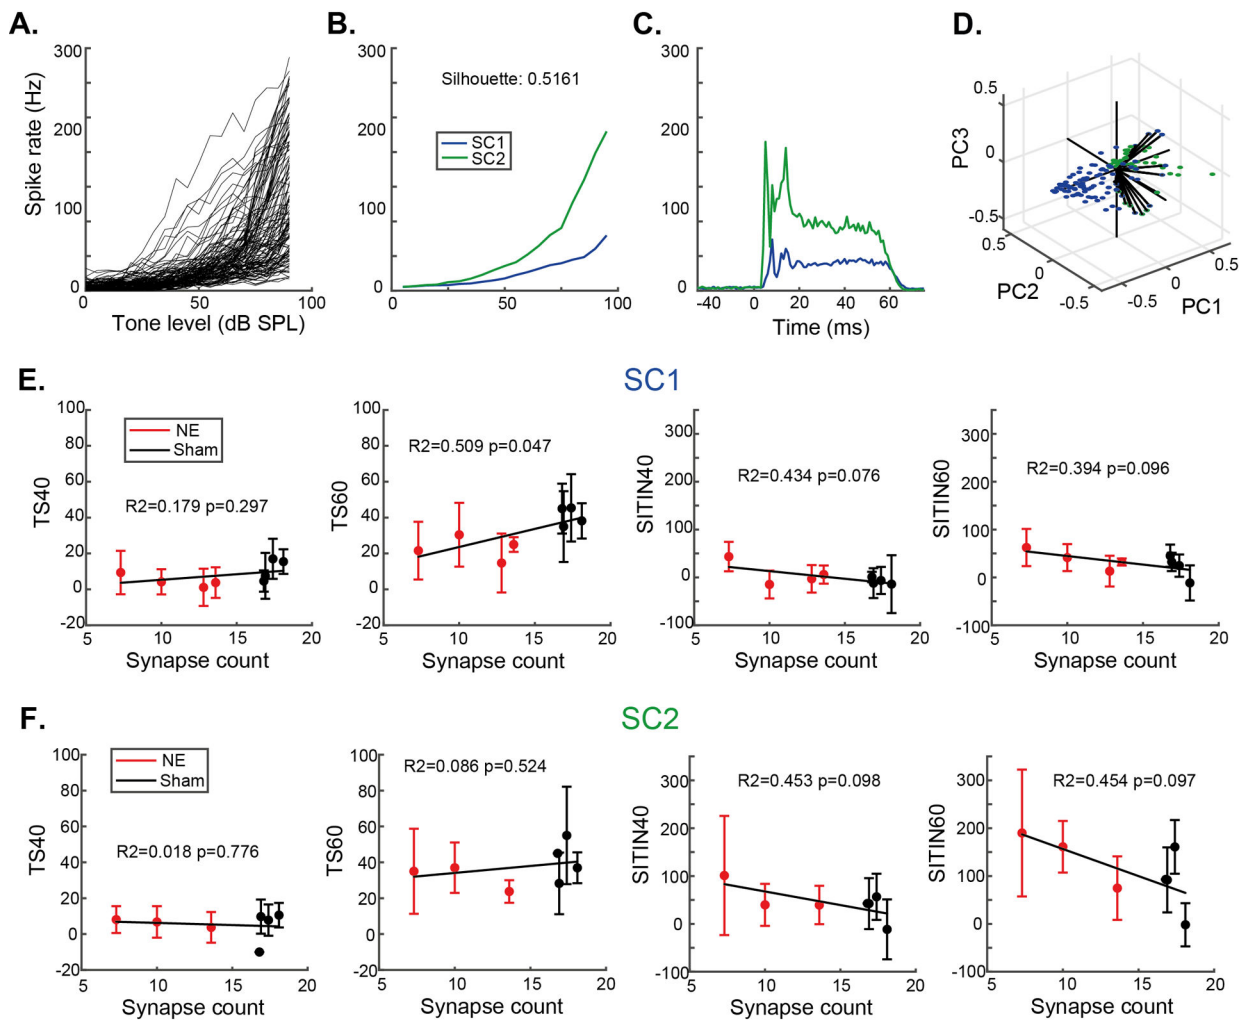 A.
B.
C.
D.
300
200
100
0
Spike rate (Hz)
0
50
100
Tone level (dB SPL)
300
200
100
0
Silhouette: 0.5161
SC1
SC2
0
50
100
300
200
100
0
-40
-20
0
20
40
60
Time (ms)
0.5
0
-0.5
PC3
0.5
0
-0.5
PC2
-0.5
0
0.5
PC1
E.
SC1
100
80
60
40
20
0
-20
TS40
NE
Sham
R2=0.179 p=0.297
5
10
15
20
Synapse count
100
80
60
40
20
0
-20
TS60
R2=0.509 p=0.047
5
10
15
20
Synapse count
300
200
100
0
-100
SITIN40
R2=0.434 p=0.076
5
10
15
20
Synapse count
300
200
100
0
-100
SITIN60
R2=0.394 p=0.096
5
10
15
20
Synapse count
F.
SC2
100
80
60
40
20
0
-20
TS40
NE
Sham
R2=0.018 p=0.776
5
10
15
20
Synapse count
100
80
60
40
20
0
-20
TS60
R2=0.086 p=0.524
5
10
15
20
Synapse count
300
200
100
0
-100
SITIN40
R2=0.453 p=0.098
5
10
15
20
Synapse count
300
200
100
0
-100
SITIN60
R2=0.454 p=0.097
5
10
15
20
Synapse count